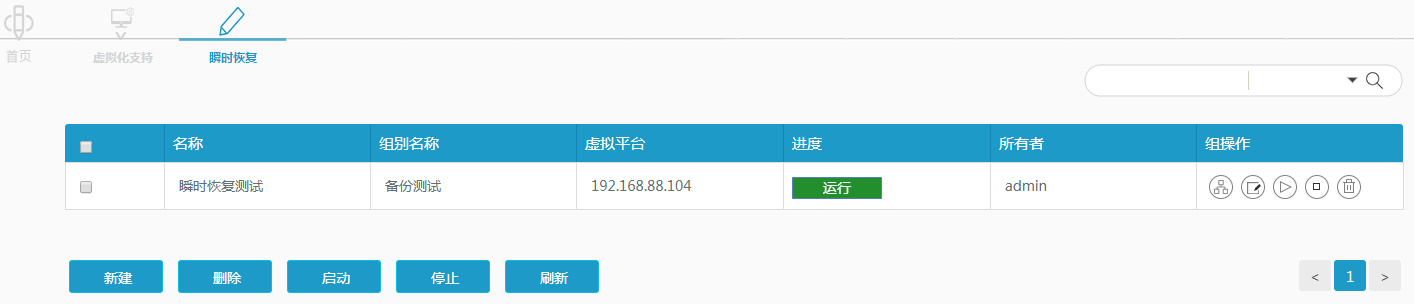 首页
虚拟化支持
瞬时恢复
名称 组别名称 虚拟平台 进度 所有者 组操作
瞬时恢复测试 备份测试 192.168.88.104 运行 admin
新建 删除 启动 停止 刷新 < 1 >